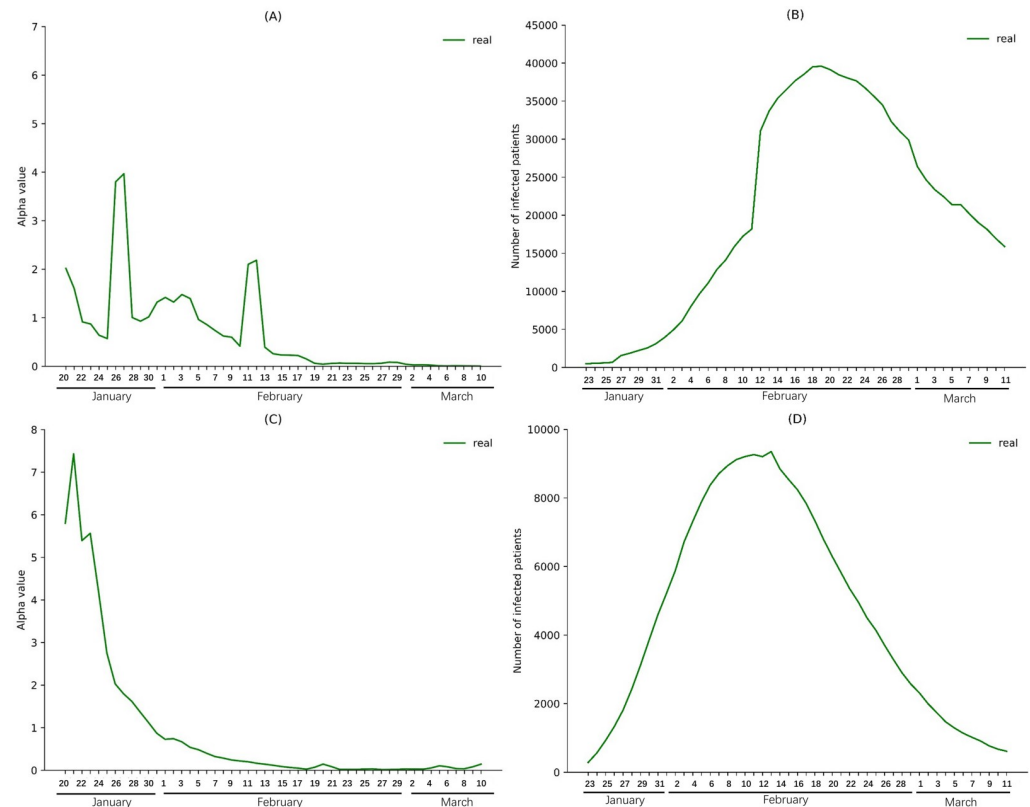 (A)
7
6
5
4
3
2
1
0
Alpha value
real
20 22 24 26 28 30 1 3 5 7 9 11 13 15 17 19 21 23 25 27 29 2 4 6 8 10
January February March
(B)
45000
40000
35000
30000
25000
20000
15000
10000
5000
0
Number of infected patients
real
23 25 27 29 31 2 4 6 8 10 12 14 16 18 20 22 24 26 28 1 3 5 7 9 11
January February March
(C)
8
7
6
5
4
3
2
1
0
Alpha value
real
20 22 24 26 28 30 1 3 5 7 9 11 13 15 17 19 21 23 25 27 29 2 4 6 8 10
January February March
(D)
10000
8000
6000
4000
2000
0
Number of infected patients
real
23 25 27 29 31 2 4 6 8 10 12 14 16 18 20 22 24 26 28 1 3 5 7 9 11
January February March